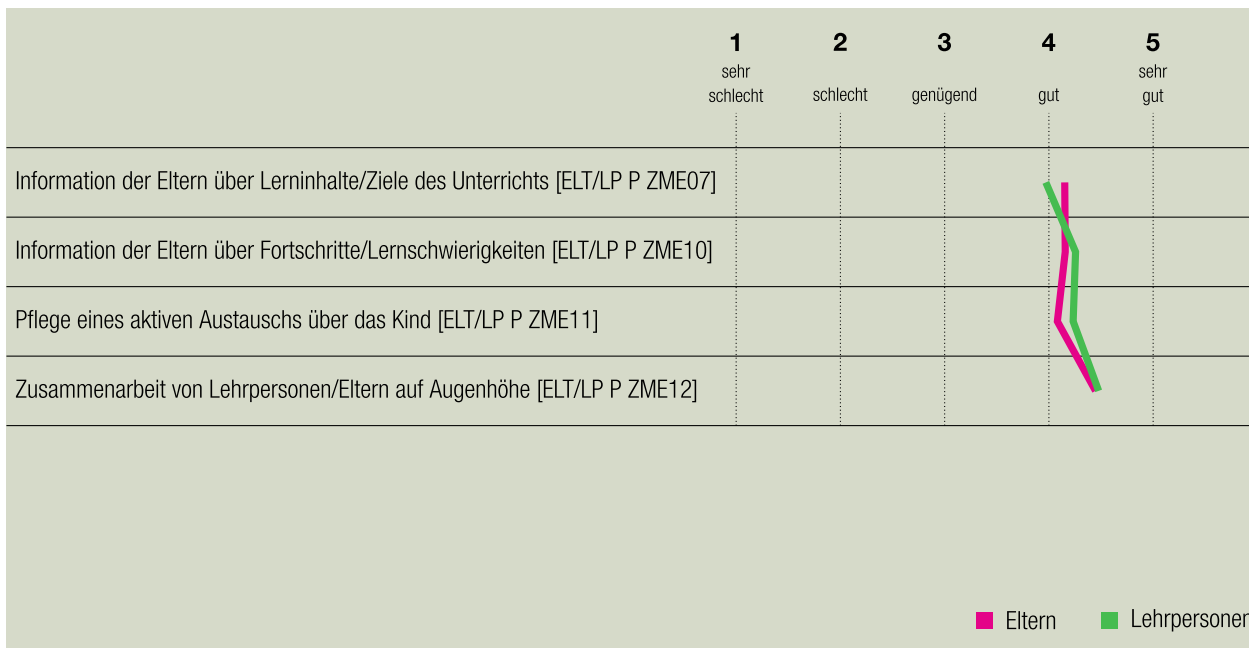 1 2 3 4 5
sehr schlecht schlecht genügend gut sehr gut
Information der Eltern über Lerninhalte/Ziele des Unterrichts [ELT/LP P ZME07]
Information der Eltern über Fortschritte/Lernschwierigkeiten [ELT/LP P ZME10]
Pflege eines aktiven Austauschs über das Kind [ELT/LP P ZME11]
Zusammenarbeit von Lehrpersonen/Eltern auf Augenhöhe [ELT/LP P ZME12]
Eltern Lehrpersonen